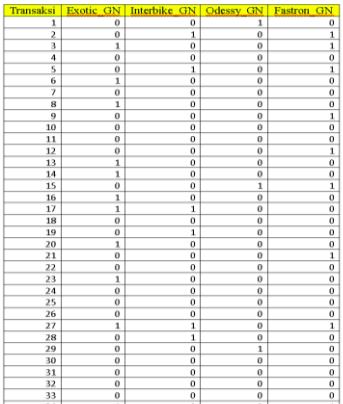 Transaksi Exotic_GN Interbike_GN Odessy_GN Fastron_GN
1 0 0 1 0
2 0 1 0 1
3 1 0 0 1
4 0 0 0 0
5 0 1 0 1
6 1 0 0 0
7 0 0 0 0
8 1 0 0 0
9 0 0 0 1
10 0 0 0 0
11 0 0 0 0
12 0 0 0 1
13 1 0 0 0
14 1 0 0 0
15 0 0 1 1
16 1 0 0 0
17 1 1 0 0
18 0 0 0 0
19 0 1 0 0
20 1 0 0 0
21 0 0 0 1
22 0 0 0 0
23 1 0 0 0
24 0 0 0 0
25 0 0 0 0
26 0 0 0 0
27 1 1 0 1
28 0 1 0 0
29 0 0 1 0
30 0 0 0 0
31 0 0 0 0
32 0 0 0 0
33 0 0 0 0